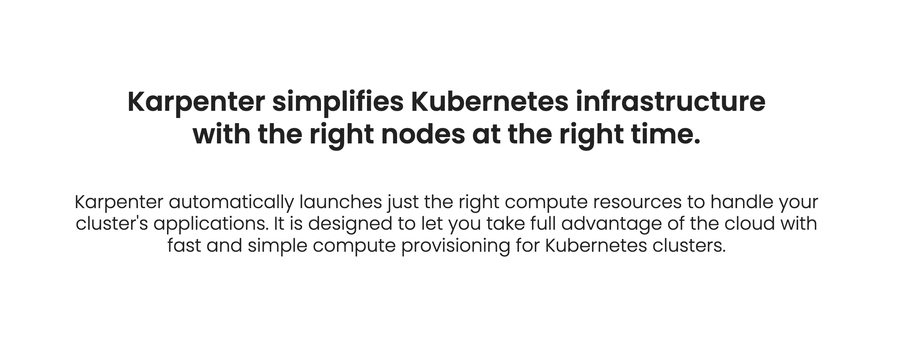 Karpenter simplifies Kubernetes infrastructure
with the right nodes at the right time.
Karpenter automatically launches just the right compute resources to handle your
cluster's applications. It is designed to let you take full advantage of the cloud with
fast and simple compute provisioning for Kubernetes clusters.